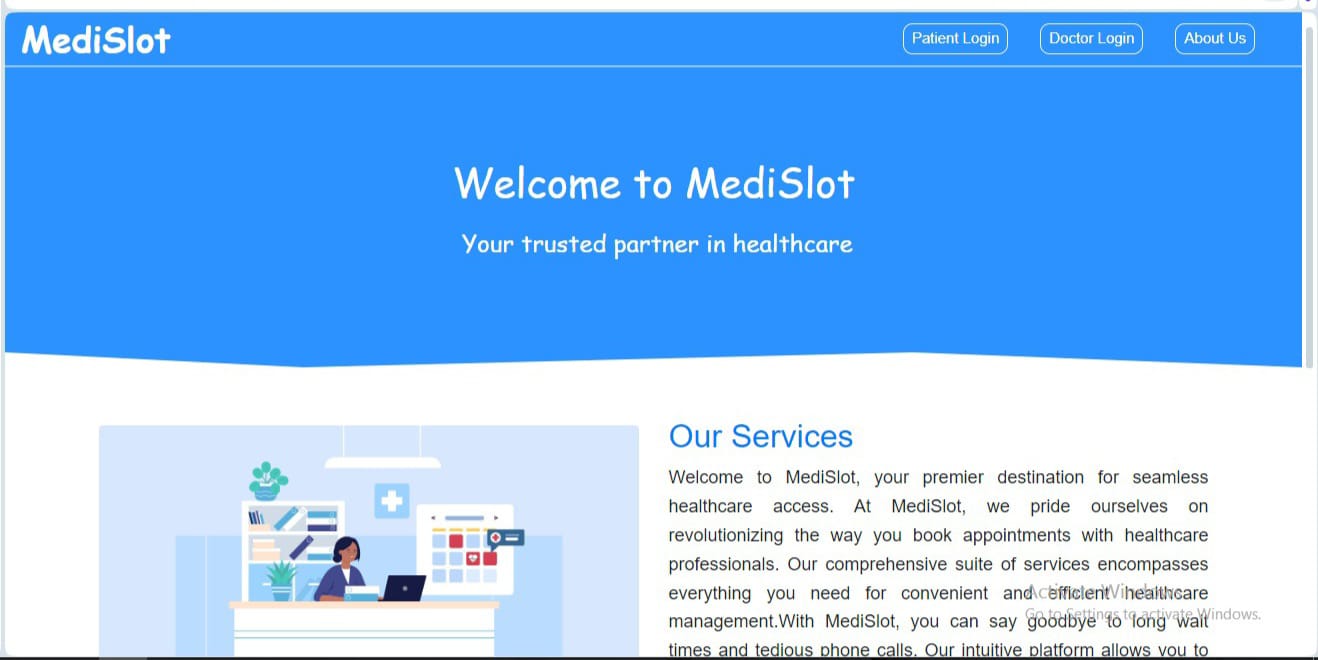 MediSlot
Patient Login
Doctor Login
About Us
Welcome to MediSlot
Your trusted partner in healthcare
Our Services
Welcome to MediSlot, your premier destination for seamless
healthcare access. At MediSlot, we pride ourselves on
revolutionizing the way you book appointments with healthcare
professionals. Our comprehensive suite of services encompasses
everything you need for convenient and efficient healthcare
management.With MediSlot, you can say goodbye to long wait
times and tedious phone calls. Our intuitive platform allows you to
Activate Windows
Go to Settings to activate Windows.